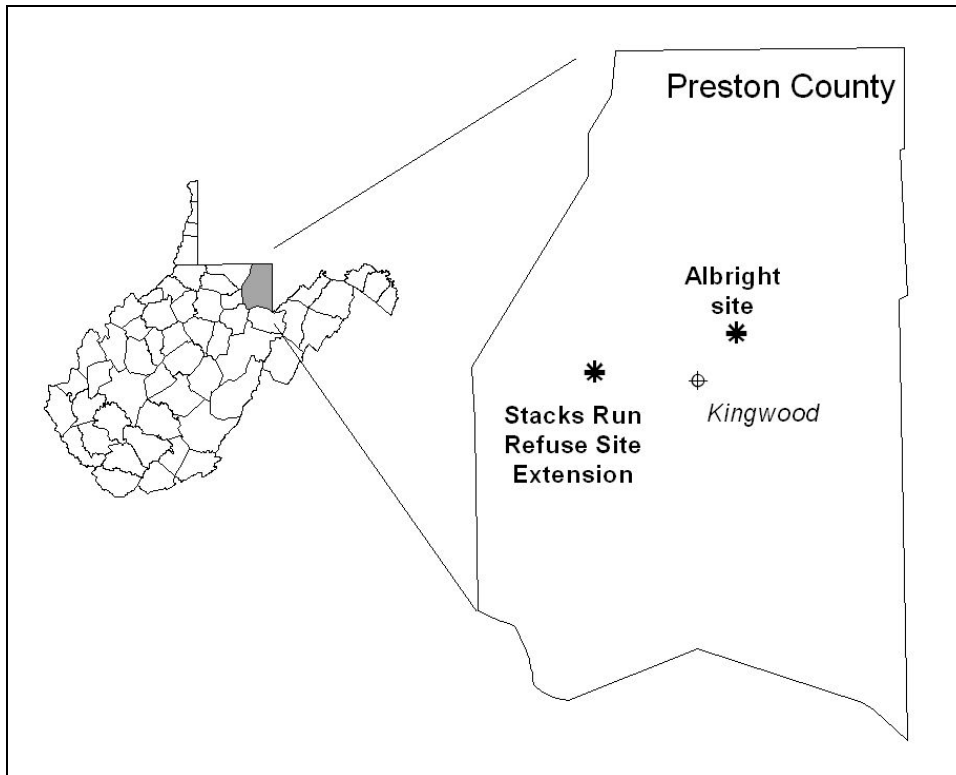 Preston County
Albright
site
Kingwood
Stacks Run
Refuse Site
Extension